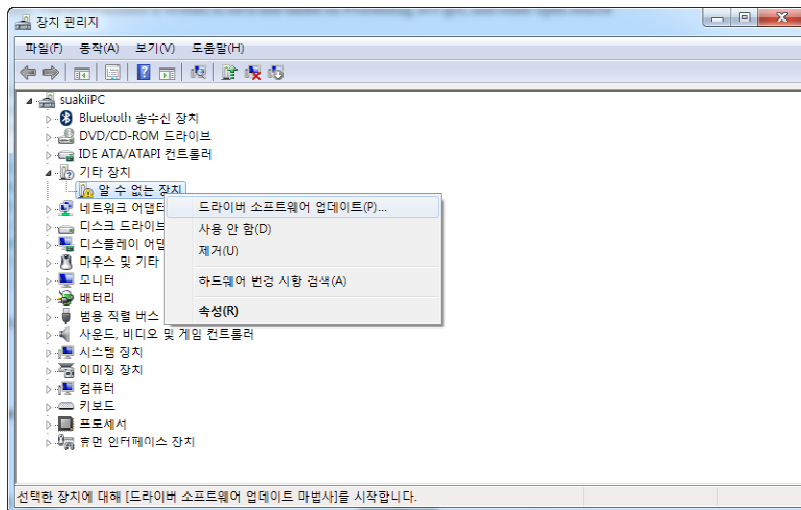 장치 관리자
파일(F) 동작(A) 보기(V) 도움말(H)
suakiiPC
Bluetooth 송수신 장치
DVD/CD-ROM 드라이브
IDE ATA/ATAPI 컨트롤러
기타 장치
알 수 없는 장치
네트워크 어댑터
디스크 드라이브
디스플레이 어댑
마우스 및 기타
모니터
배터리
범용 직렬 버스
사운드, 비디오 및 게임 컨트롤러
시스템 장치
이미징 장치
컴퓨터
키보드
프로세서
휴먼 인터페이스 장치
드라이버 소프트웨어 업데이트(P)...
사용 안 함(D)
제거(U)
하드웨어 변경 사항 검색(A)
속성(R)
선택한 장치에 대해 [드라이버 소프트웨어 업데이트 마법사]를 시작합니다.